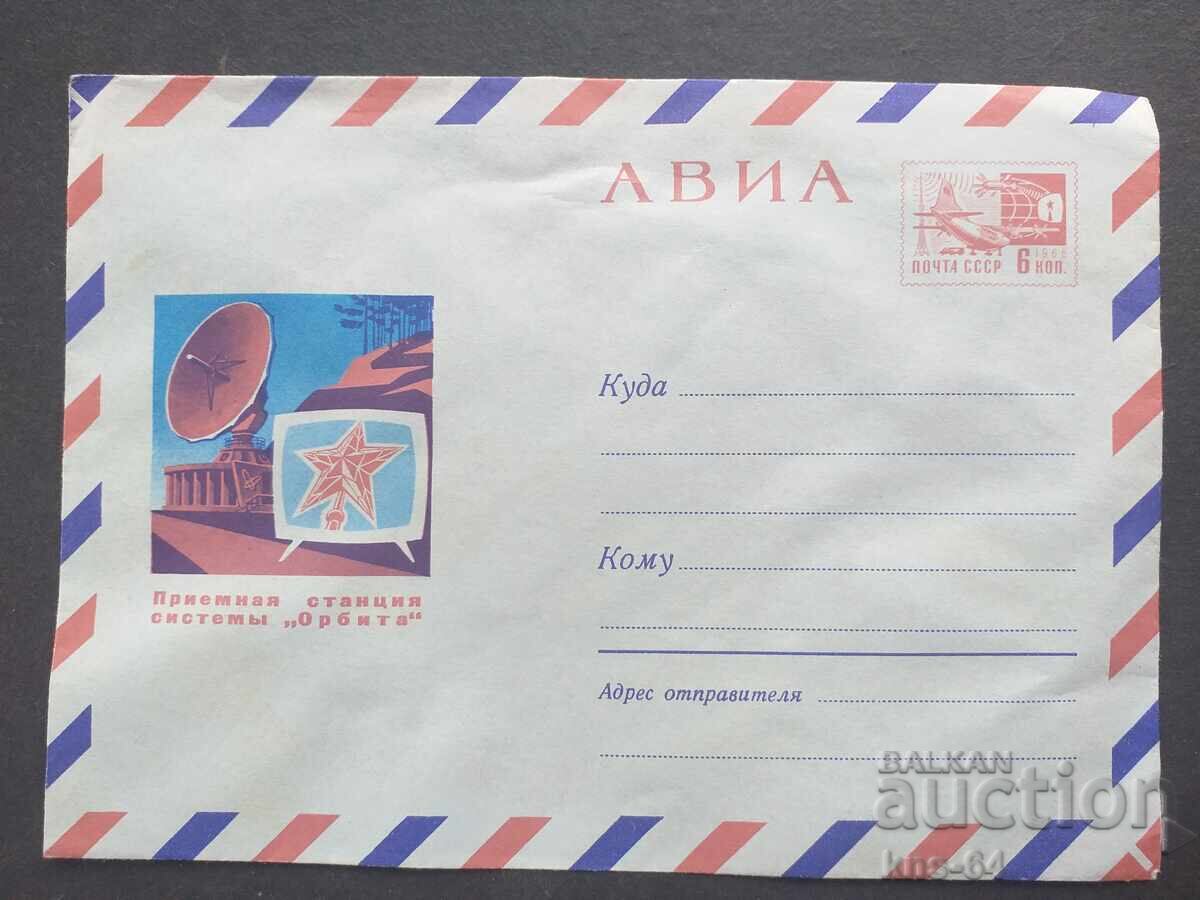 АВИА
1966
ПОЧТА СССР 6 КОП.
Куда
Кому
Приемная станция
системы „Орбита“
Адрес отправителя
BALKAN
auction
kns-64